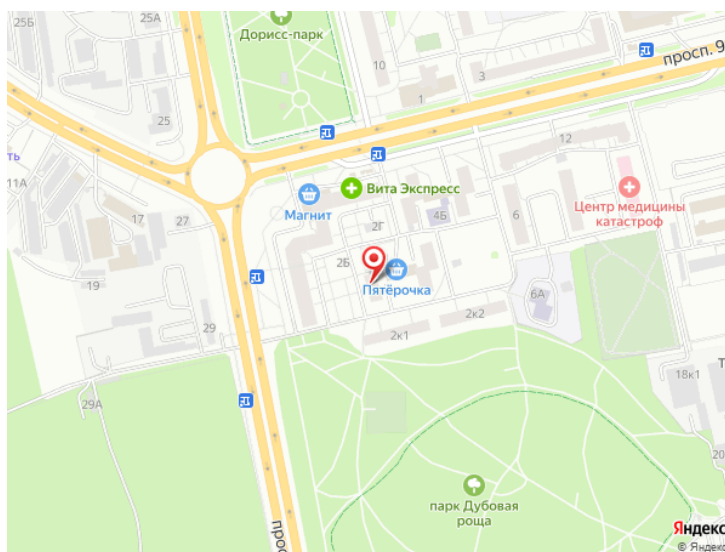 25Б
25А
Дорисс-парк
10
3
просп. 9
1
25
12
ть
11А
Вита Экспресс
Магнит
17
27
2Г
4Б
6
Центр медицины
катастроф
2Б
19
Пятёрочка
6А
29
2к2
2к1
18к1
Т
29А
20
парк Дубовая
роща
прос
Яндекс
© Яндекс